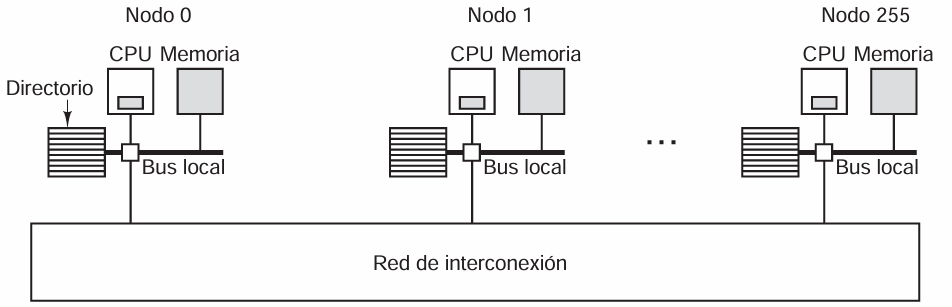 Nodo 0
Nodo 1
Nodo 255
CPU Memoria
CPU Memoria
CPU Memoria
Directorio
...
Bus local
Bus local
Bus local
Red de interconexión